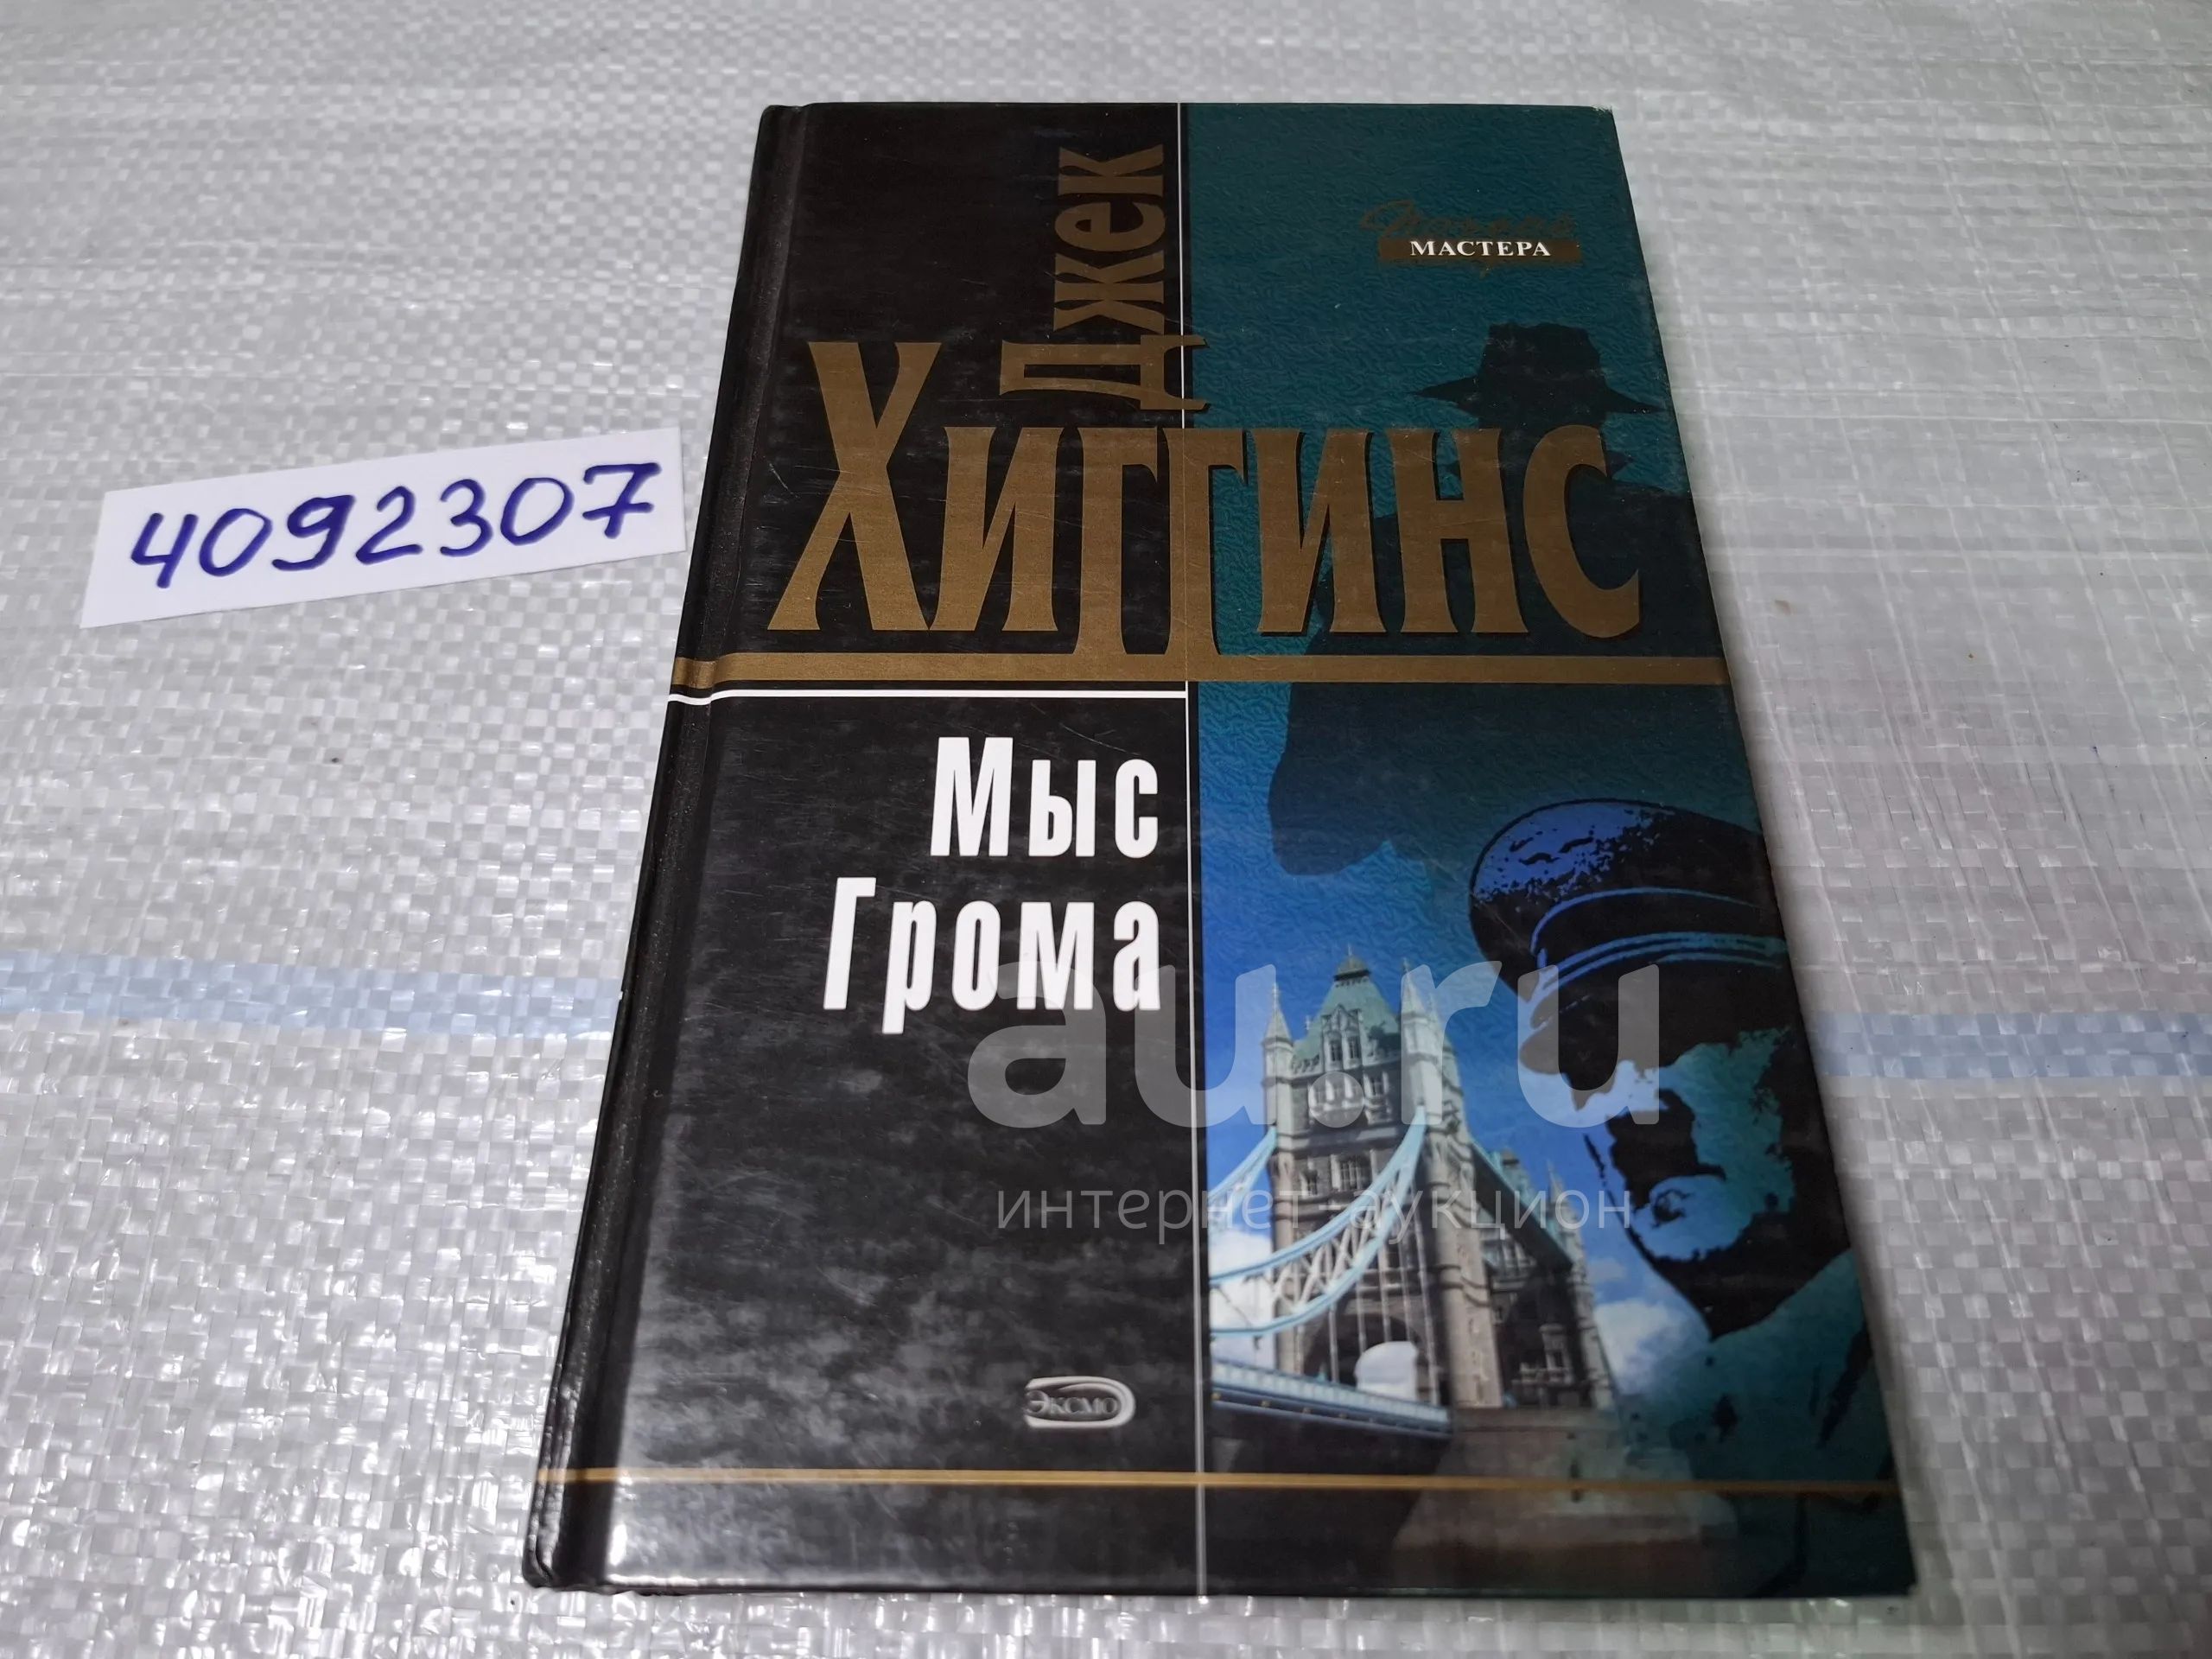 4092307
Джек
МАСТЕРА
Хиггинс
Мыс
Грома
au.ru
интернет-аукцион
ЭКСМО